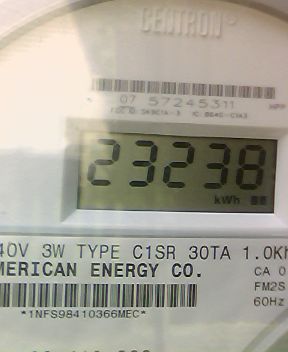 CENTRON
07 57245311
23238
kWh
40V 3W TYPE C1SR 30TA 1.0Kh
MERICAN ENERGY CO.
CA 0
FM2S
60Hz
*1NFS98410366MEC*